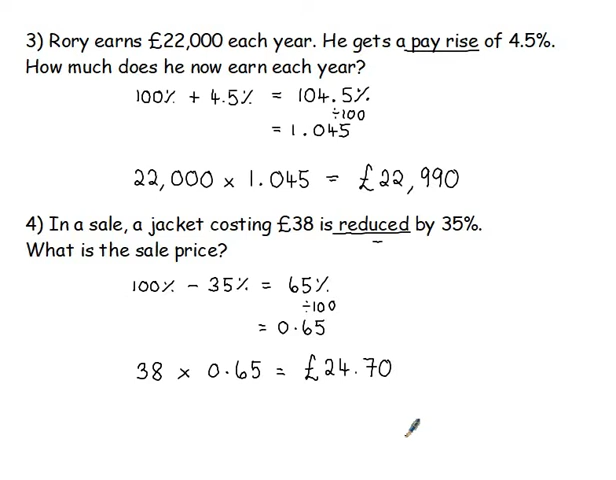 3) Rory earns £22,000 each year. He gets a pay rise of 4.5%.
How much does he now earn each year?
100% + 4.5% = 104.5%
÷100
= 1.045
22,000 × 1.045 = £22,990
4) In a sale, a jacket costing £38 is reduced by 35%.
What is the sale price?
100% - 35% = 65%
÷100
= 0.65
38 × 0.65 = £24.70